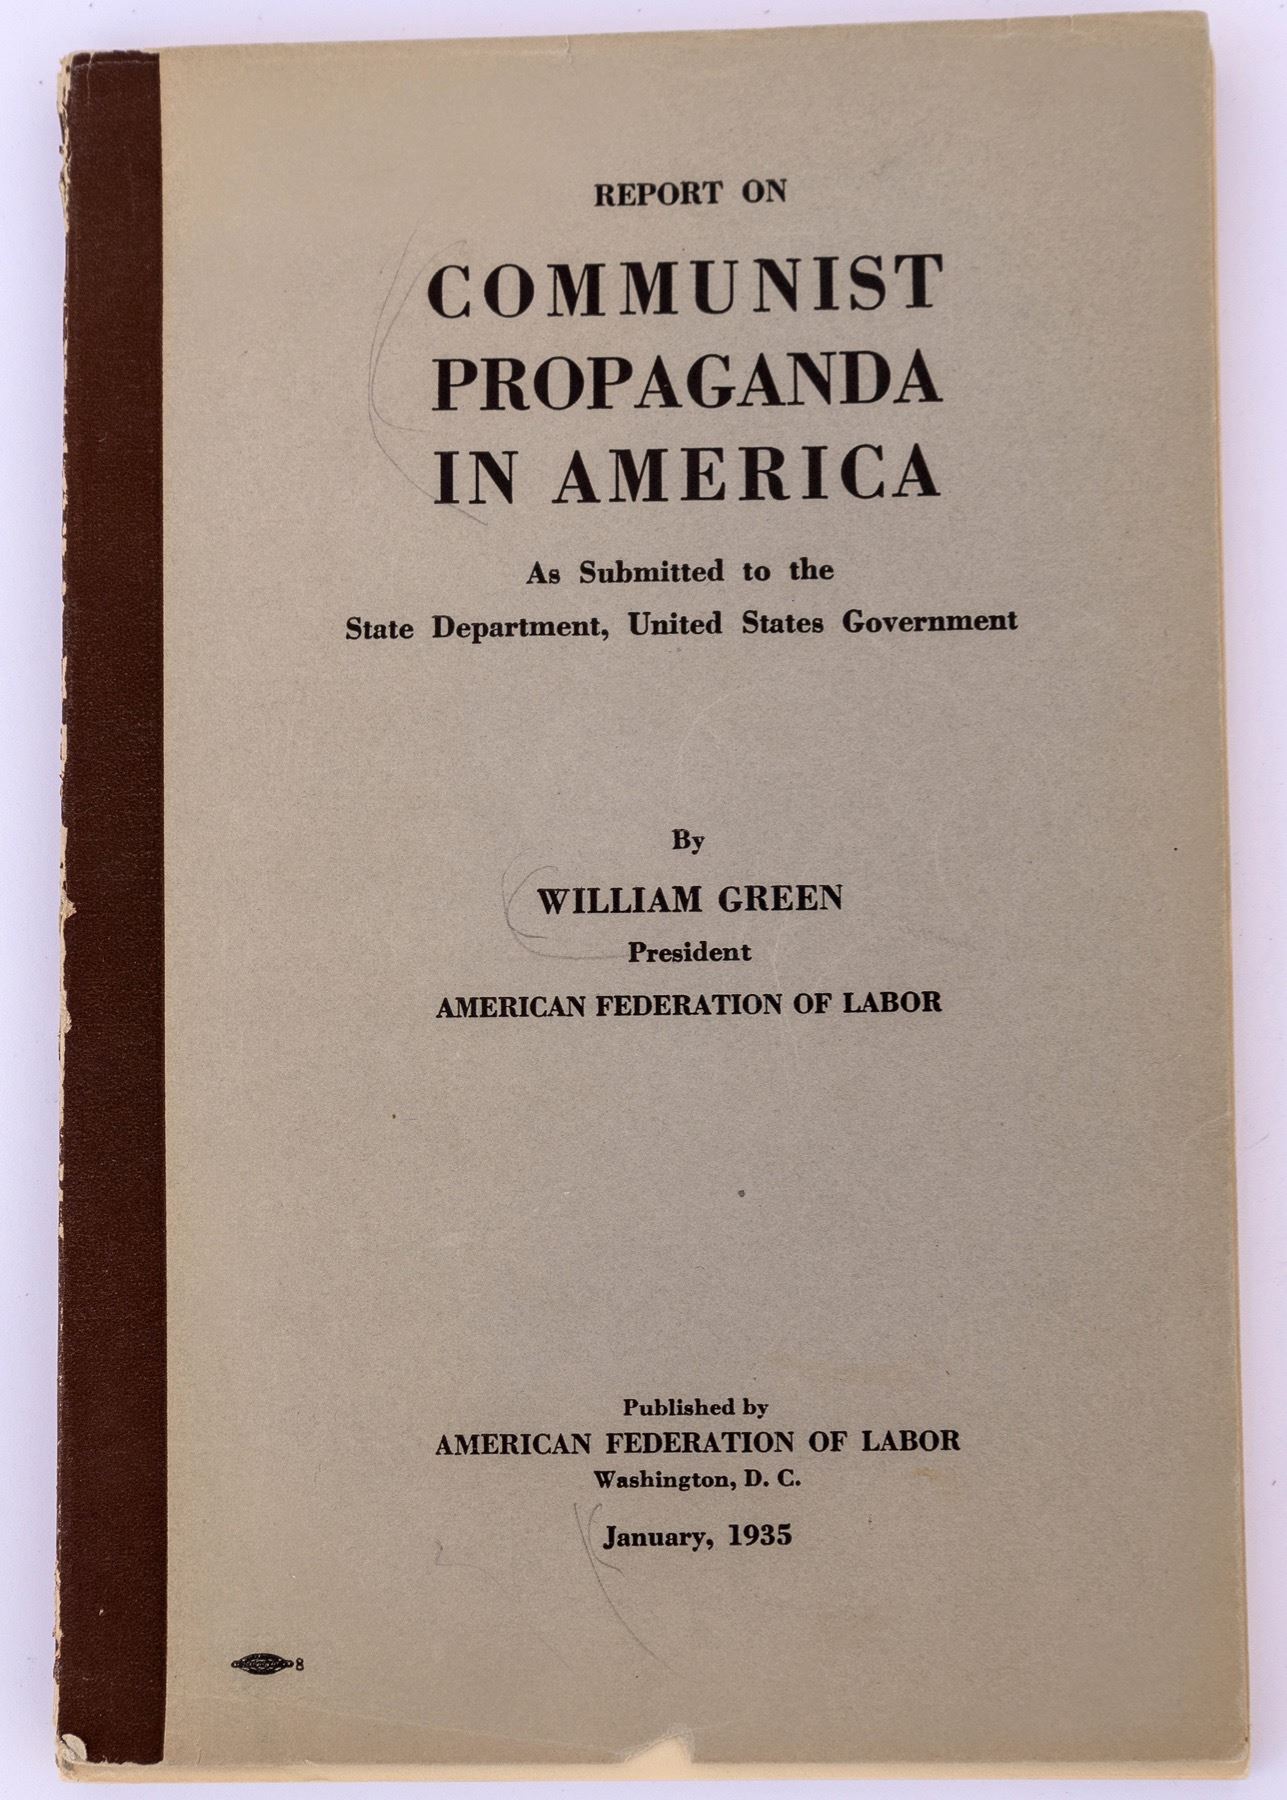 REPORT ON
COMMUNIST
PROPAGANDA
IN AMERICA
As Submitted to the
State Department, United States Government
By
WILLIAM GREEN
President
AMERICAN FEDERATION OF LABOR
Published by
AMERICAN FEDERATION OF LABOR
Washington, D. C.
January, 1935
8